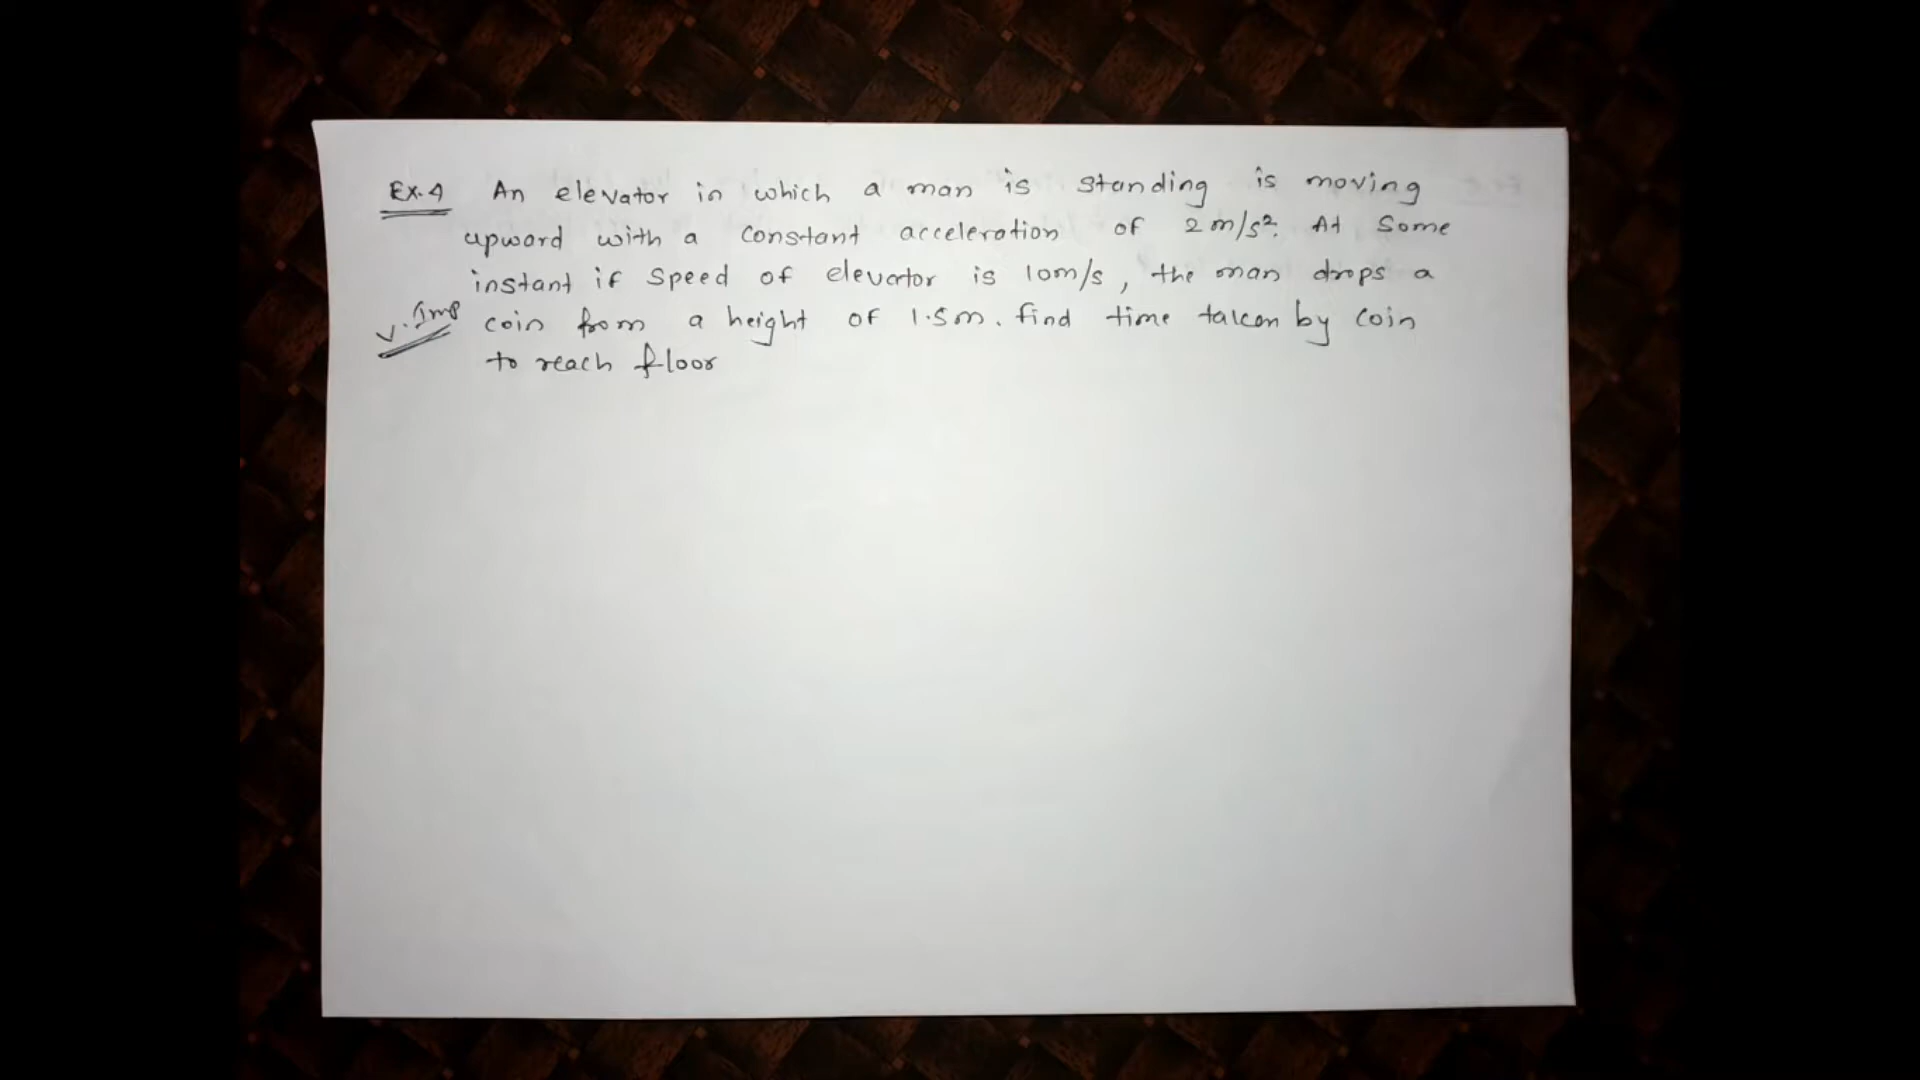 Ex.4 An elevator in which a man is standing is moving
upward with a constant acceleration of 2m/s². At Some
instant if speed of elevator is 10m/s, the man drops a
V.Imp coin from a height of 1.5m. find time taken by coin
to reach floor